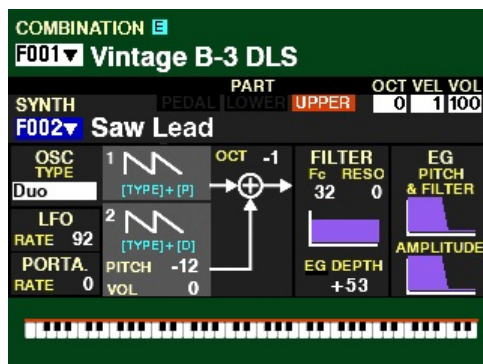 COMBINATION E
F001▼ Vintage B-3 DLS
PART OCT VEL VOL
SYNTH PEDAL LOWER UPPER 0 1 100
F002▼ Saw Lead
OSC TYPE
Duo
LFO
RATE 92
PORTA.
RATE 0
1
[TYPE]+[P]
2
[TYPE]+[D]
PITCH -12
VOL 0
OCT -1
FILTER
Fc RESO
32 0
EG DEPTH
+53
EG
PITCH
& FILTER
AMPLITUDE